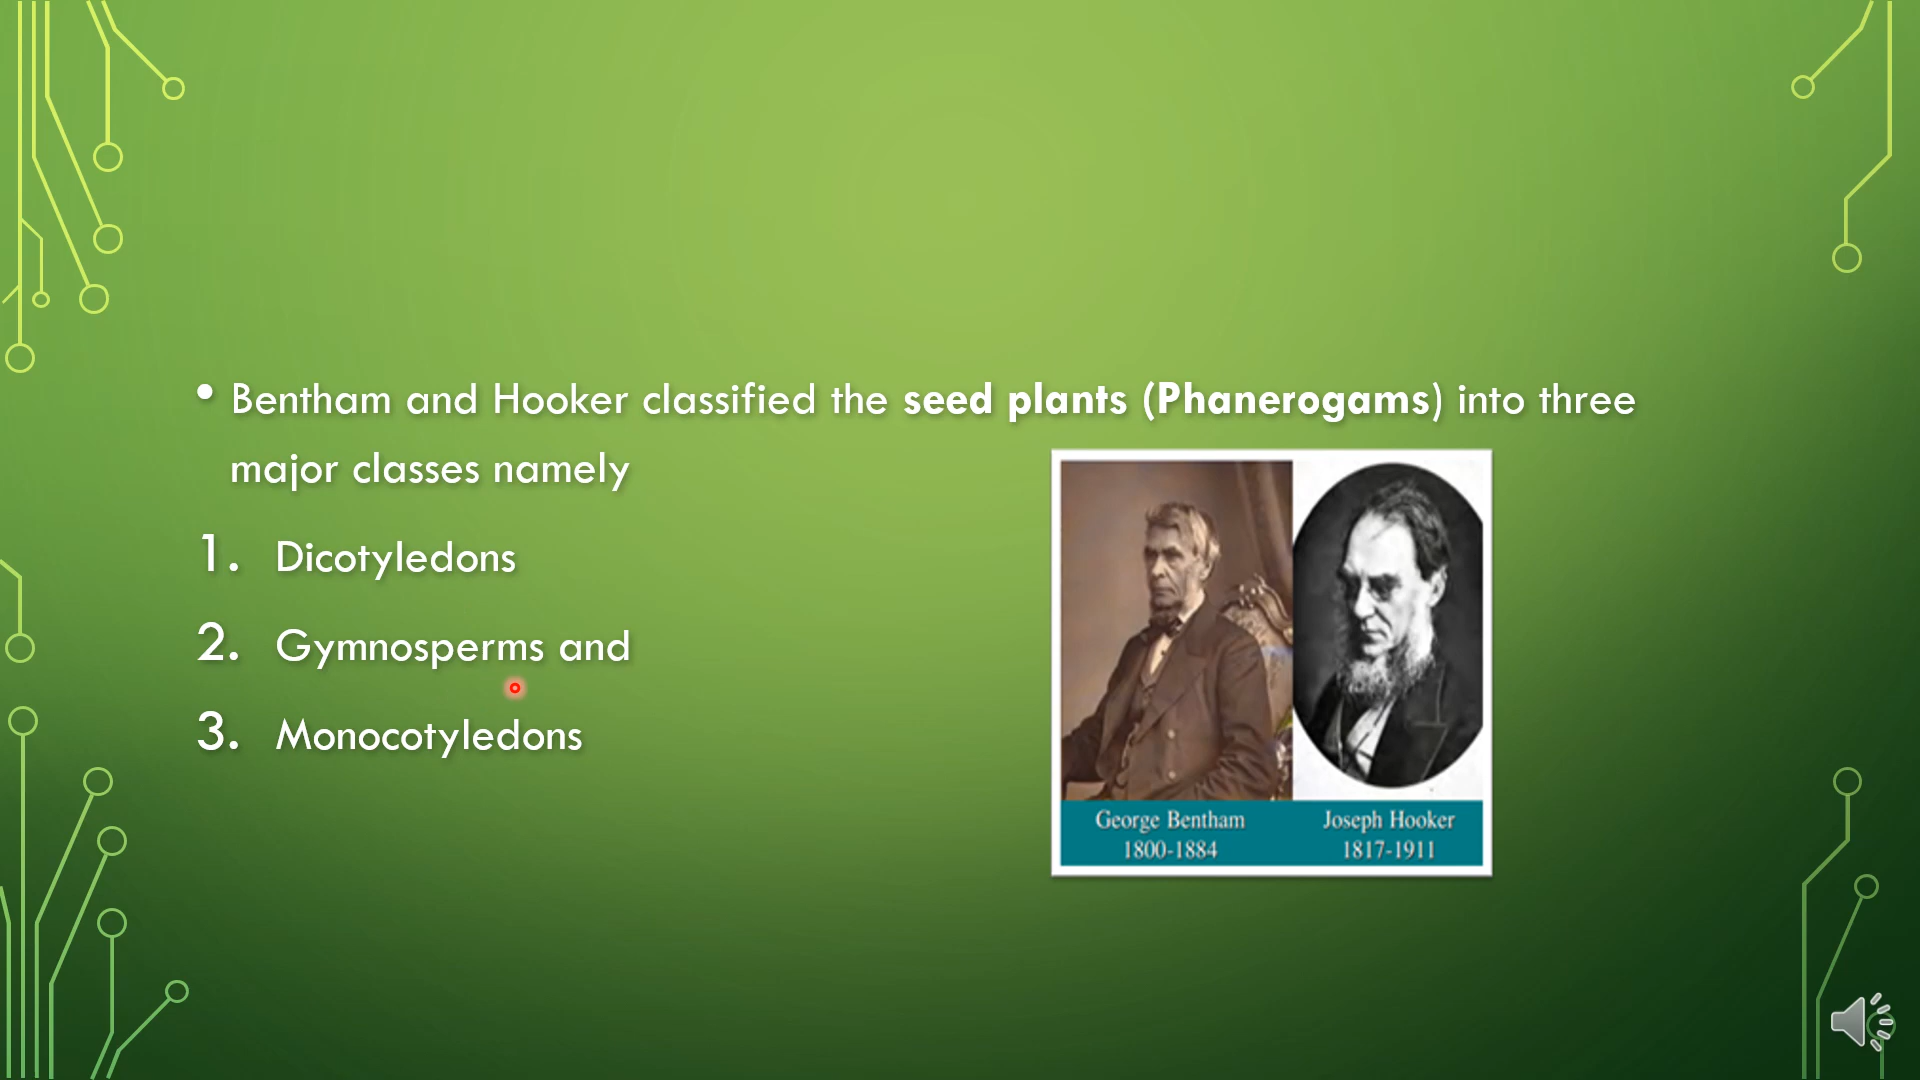 • Bentham and Hooker classified the seed plants (Phanerogams) into three
major classes namely
1. Dicotyledons
2. Gymnosperms and
3. Monocotyledons
George Bentham
1800-1884
Joseph Hooker
1817-1911